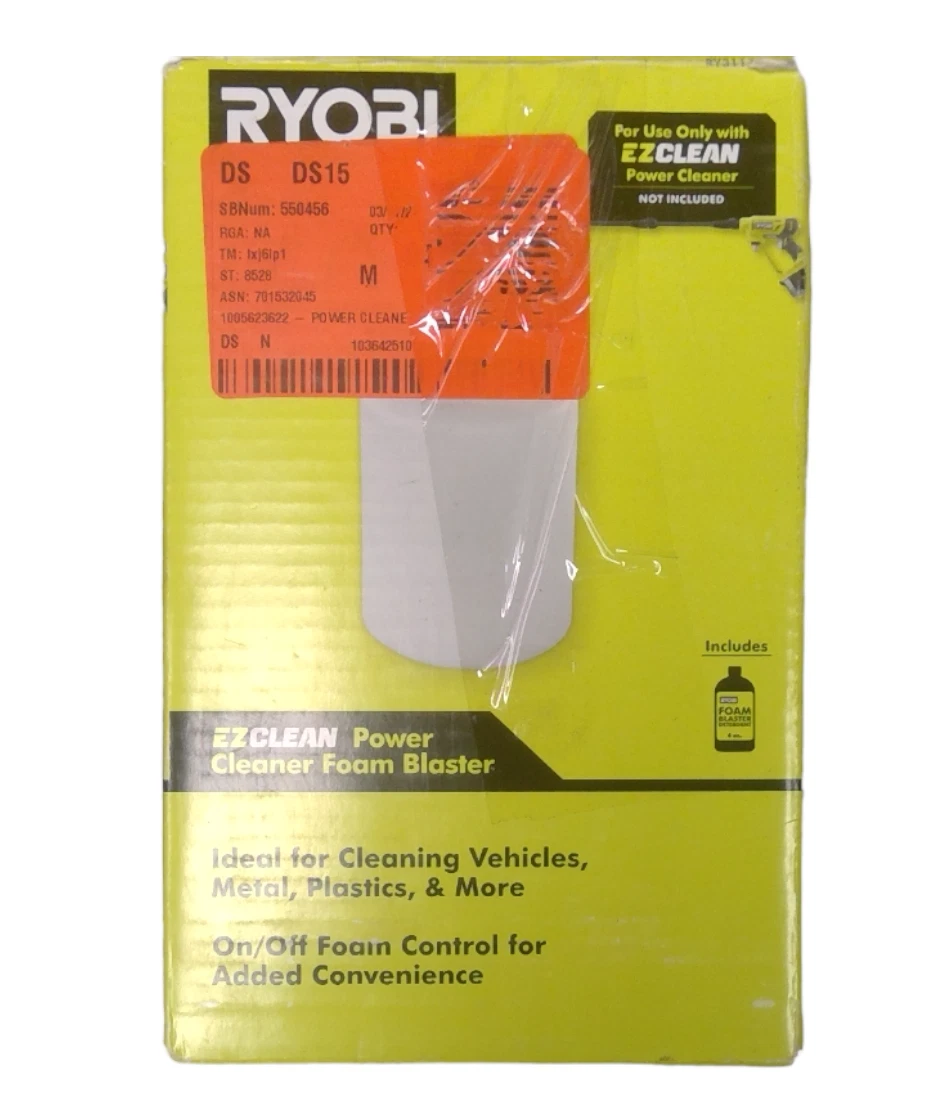 RYOBI
For Use Only with
EZCLEAN
Power Cleaner
NOT INCLUDED
DS DS15
SBNum: 550456
RGA: NA
QTY:
TM: lxj6lp1
ST: 8528
M
ASN: 701532045
1005623622 – POWER CLEANE
DS N
103642510
Includes
RYOBI
FOAM
BLASTER
EZCLEAN Power
Cleaner Foam Blaster
Ideal for Cleaning Vehicles,
Metal, Plastics, & More
On/Off Foam Control for
Added Convenience